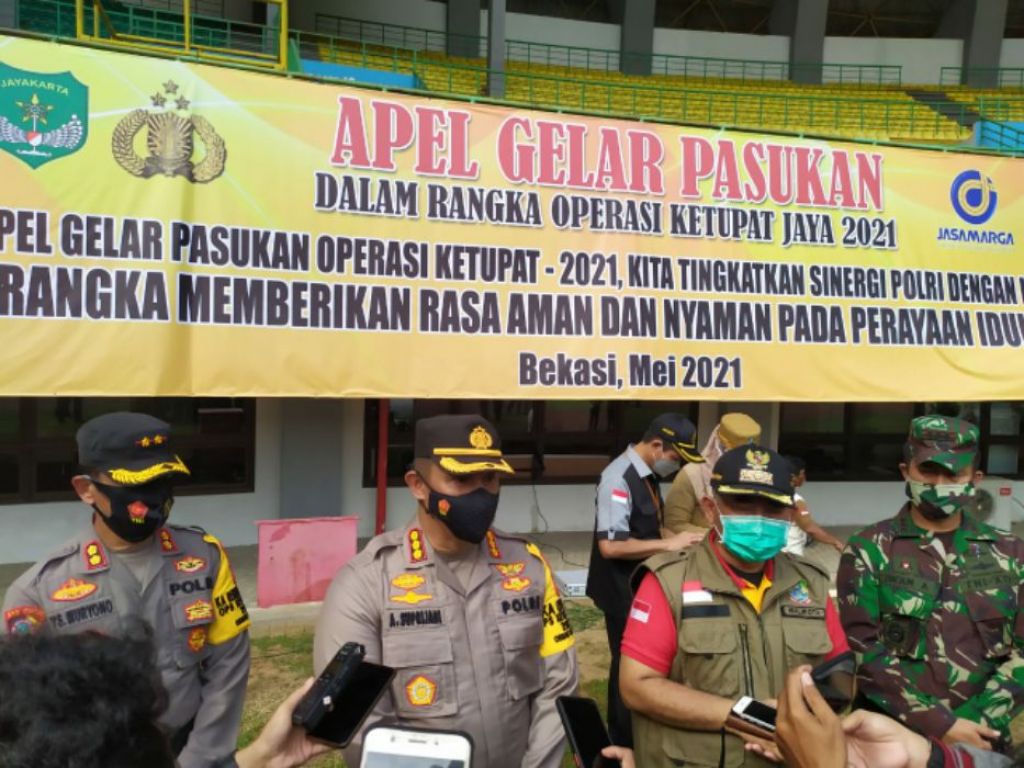 JAYAKARTA
APEL GELAR PASUKAN
DALAM RANGKA OPERASI KETUPAT JAYA 2021
JASAMARGA
PEL GELAR PASUKAN OPERASI KETUPAT - 2021, KITA TINGKATKAN SINERGI POLRI DENGAN
RANGKA MEMBERIKAN RASA AMAN DAN NYAMAN PADA PERAYAAN IDU
Bekasi, Mei 2021
POLRI
A. SUPRIJADI
POLRI